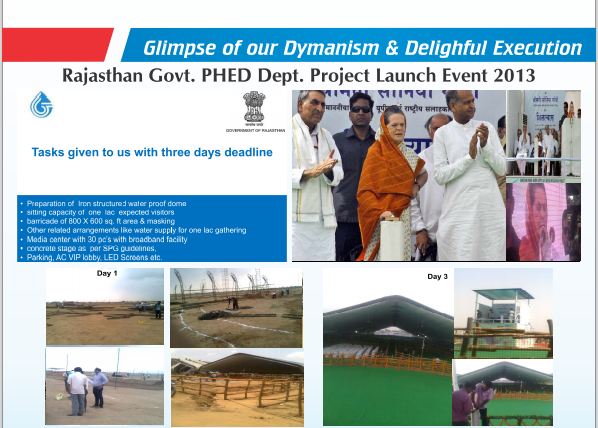 Glimpse of our Dymanism & Delighful Execution
Rajasthan Govt. PHED Dept. Project Launch Event 2013
GOVERNMENT OF RAJASTHAN
Tasks given to us with three days deadline
• Preparation of Iron structured water proof dome
• sitting capacity of one lac expected visitors
• barricade of 800 X 600 sq. ft area & masking
• Other related arrangements like water supply for one lac gathering
• Media center with 30 pc's with broadband facility
• concrete stage as per SPG guidelines,
• Parking, AC VIP lobby, LED Screens etc.
Day 1
Day 3